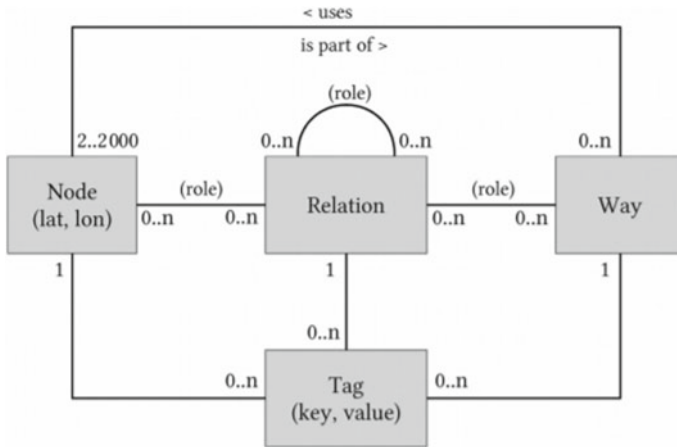 < uses
is part of >
(role)
2..2000
0..n
0..n
0..n
Node
(lat, lon)
(role)
0..n
0..n
Relation
(role)
0..n
0..n
Way
1
1
1
0..n
0..n
0..n
Tag
(key, value)